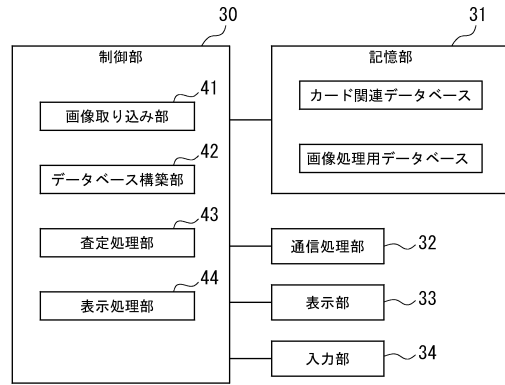 30
制御部
41
画像取り込み部
42
データベース構築部
43
査定処理部
44
表示処理部
31
記憶部
カード関連データベース
画像処理用データベース
通信処理部
32
表示部
33
入力部
34